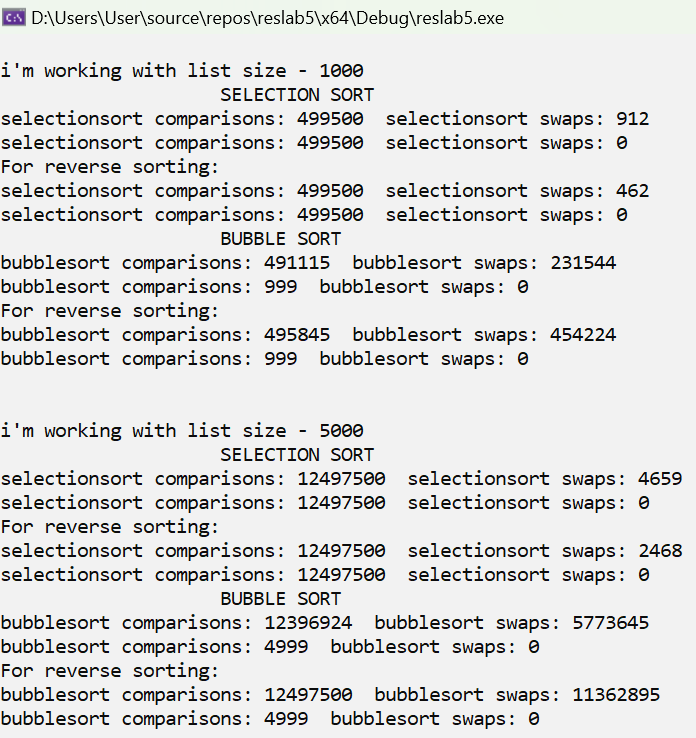 D:\Users\User\source\repos\reslab5\x64\Debug\reslab5.exe
i'm working with list size - 1000
SELECTION SORT
selectionsort comparisons: 499500  selectionsort swaps: 912
selectionsort comparisons: 499500  selectionsort swaps: 0
For reverse sorting:
selectionsort comparisons: 499500  selectionsort swaps: 462
selectionsort comparisons: 499500  selectionsort swaps: 0
BUBBLE SORT
bubblesort comparisons: 491115  bubblesort swaps: 231544
bubblesort comparisons: 999  bubblesort swaps: 0
For reverse sorting:
bubblesort comparisons: 495845  bubblesort swaps: 454224
bubblesort comparisons: 999  bubblesort swaps: 0
i'm working with list size - 5000
SELECTION SORT
selectionsort comparisons: 12497500  selectionsort swaps: 4659
selectionsort comparisons: 12497500  selectionsort swaps: 0
For reverse sorting:
selectionsort comparisons: 12497500  selectionsort swaps: 2468
selectionsort comparisons: 12497500  selectionsort swaps: 0
BUBBLE SORT
bubblesort comparisons: 12396924  bubblesort swaps: 5773645
bubblesort comparisons: 4999  bubblesort swaps: 0
For reverse sorting:
bubblesort comparisons: 12497500  bubblesort swaps: 11362895
bubblesort comparisons: 4999  bubblesort swaps: 0